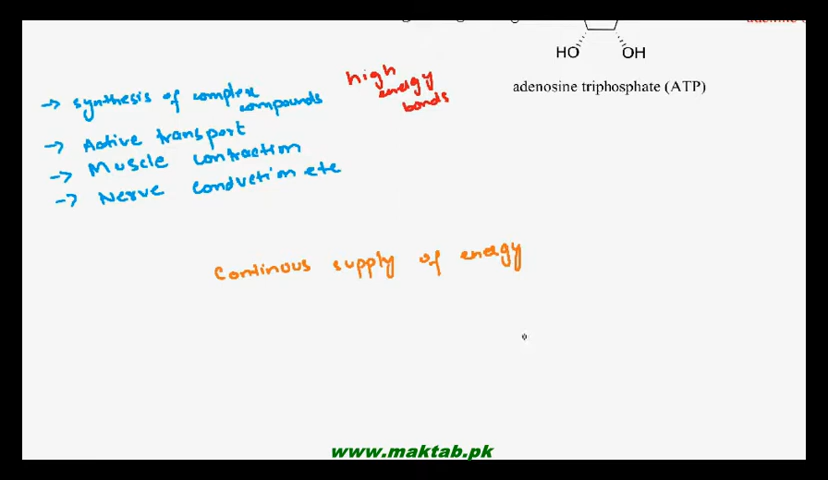 HO OH
adenosine triphosphate (ATP)
high
energy
bonds
-> synthesis of complex
compounds
-> Active transport
-> Muscle contraction
-> Nerve conduction etc
Continous supply of energy
www.maktab.pk